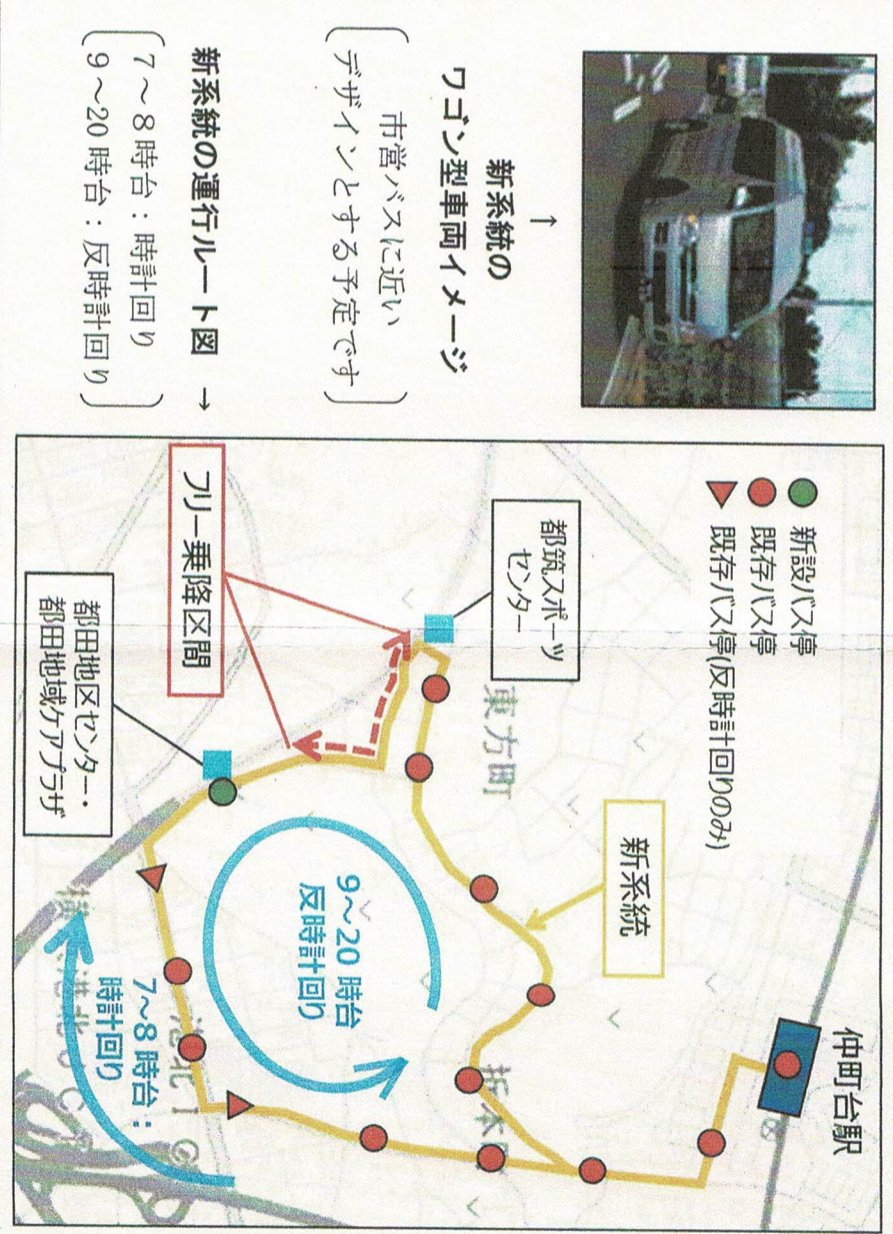 ↑
新系統の
ワゴン型車両イメージ
市営バスに近い
デザインとする予定です
新系統の運行ルート図 →
7～8 時台：時計回り
9～20 時台：反時計回り
新設バス停
既存バス停
既存バス停(反時計回りのみ)
仲町台駅
都筑スポーツ
センター
東方町
新系統
フリー乗降区間
9～20 時台
反時計回り
折本
都田地区センター・
都田地域ケアプラザ
7～8 時台：
時計回り
港北I